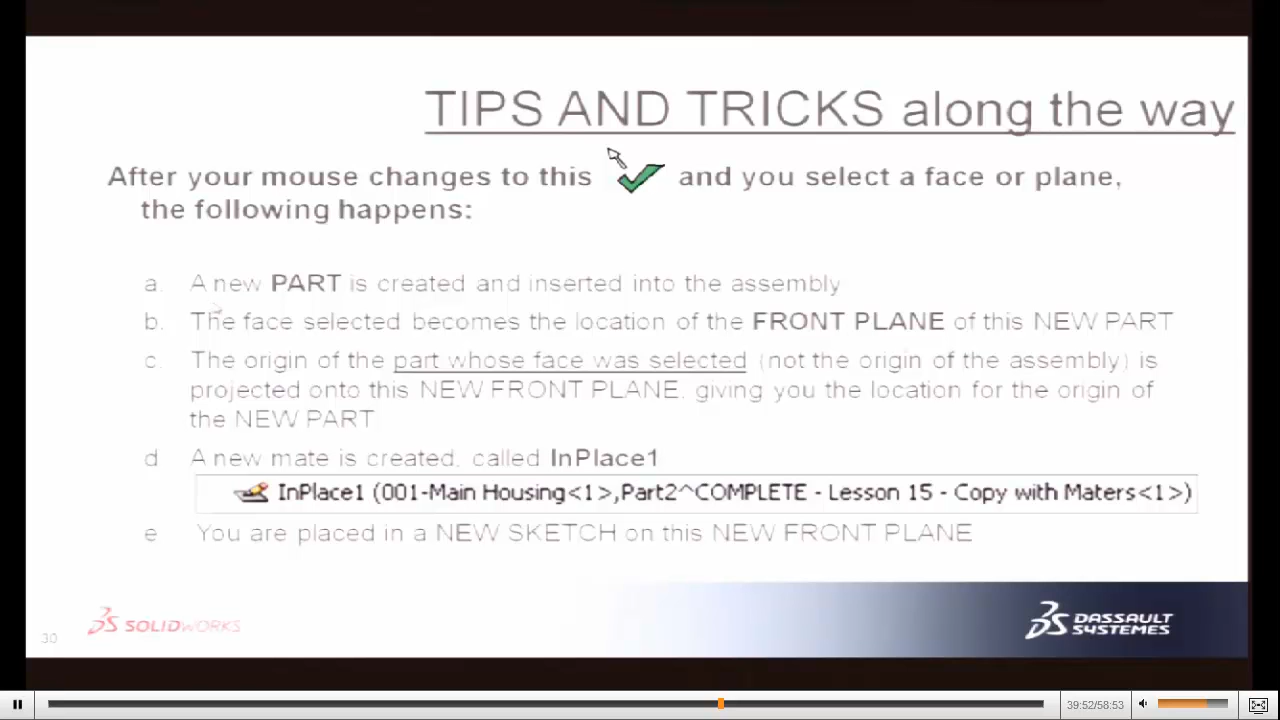 TIPS AND TRICKS along the way
After your mouse changes to this and you select a face or plane,
the following happens:
a. A new PART is created and inserted into the assembly
b. The face selected becomes the location of the FRONT PLANE of this NEW PART
c. The origin of the part whose face was selected (not the origin of the assembly) is
projected onto this NEW FRONT PLANE, giving you the location for the origin of
the NEW PART
d A new mate is created, called InPlace1
InPlace1 (001-Main Housing<1>,Part2^COMPLETE - Lesson 15 - Copy with Maters<1>)
e You are placed in a NEW SKETCH on this NEW FRONT PLANE
30
SOLIDWORKS
DASSAULT
SYSTEMES
39:52/58:53